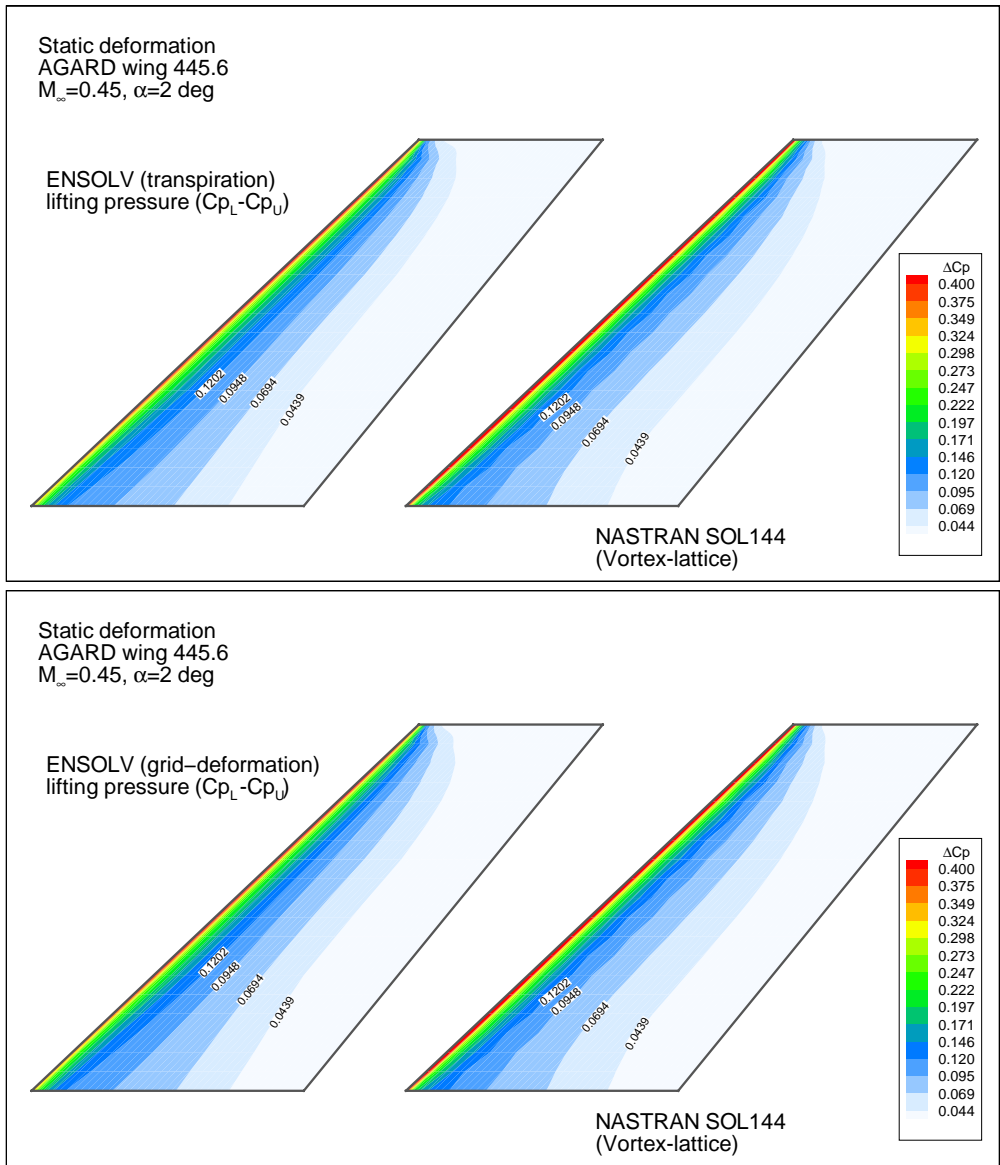 Static deformation
AGARD wing 445.6
M∞=0.45, α=2 deg
ENSOLV (transpiration)
lifting pressure (CpL-CpU)
0.1202
0.0948
0.0694
0.0439
0.1202
0.0948
0.0694
0.0439
ΔCp
0.400
0.375
0.349
0.324
0.298
0.273
0.247
0.222
0.197
0.171
0.146
0.120
0.095
0.069
0.044
NASTRAN SOL144
(Vortex-lattice)
Static deformation
AGARD wing 445.6
M∞=0.45, α=2 deg
ENSOLV (grid−deformation)
lifting pressure (CpL-CpU)
0.1202
0.0948
0.0694
0.0439
0.1202
0.0948
0.0694
0.0439
ΔCp
0.400
0.375
0.349
0.324
0.298
0.273
0.247
0.222
0.197
0.171
0.146
0.120
0.095
0.069
0.044
NASTRAN SOL144
(Vortex-lattice)